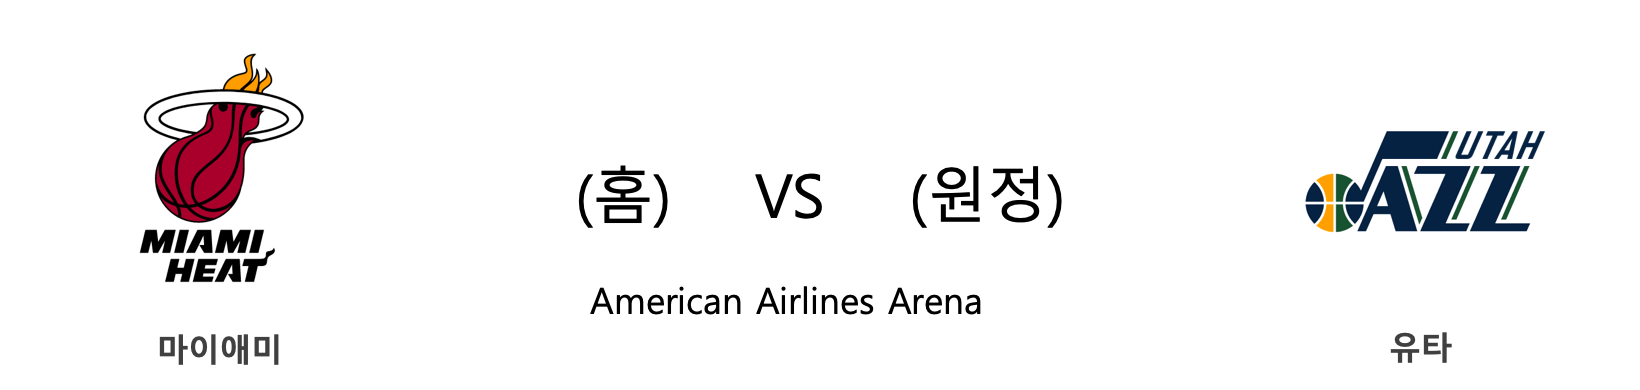 MIAMI
HEAT
마이애미
(홈) VS (원정)
American Airlines Arena
UTAH
JAZZ
유타